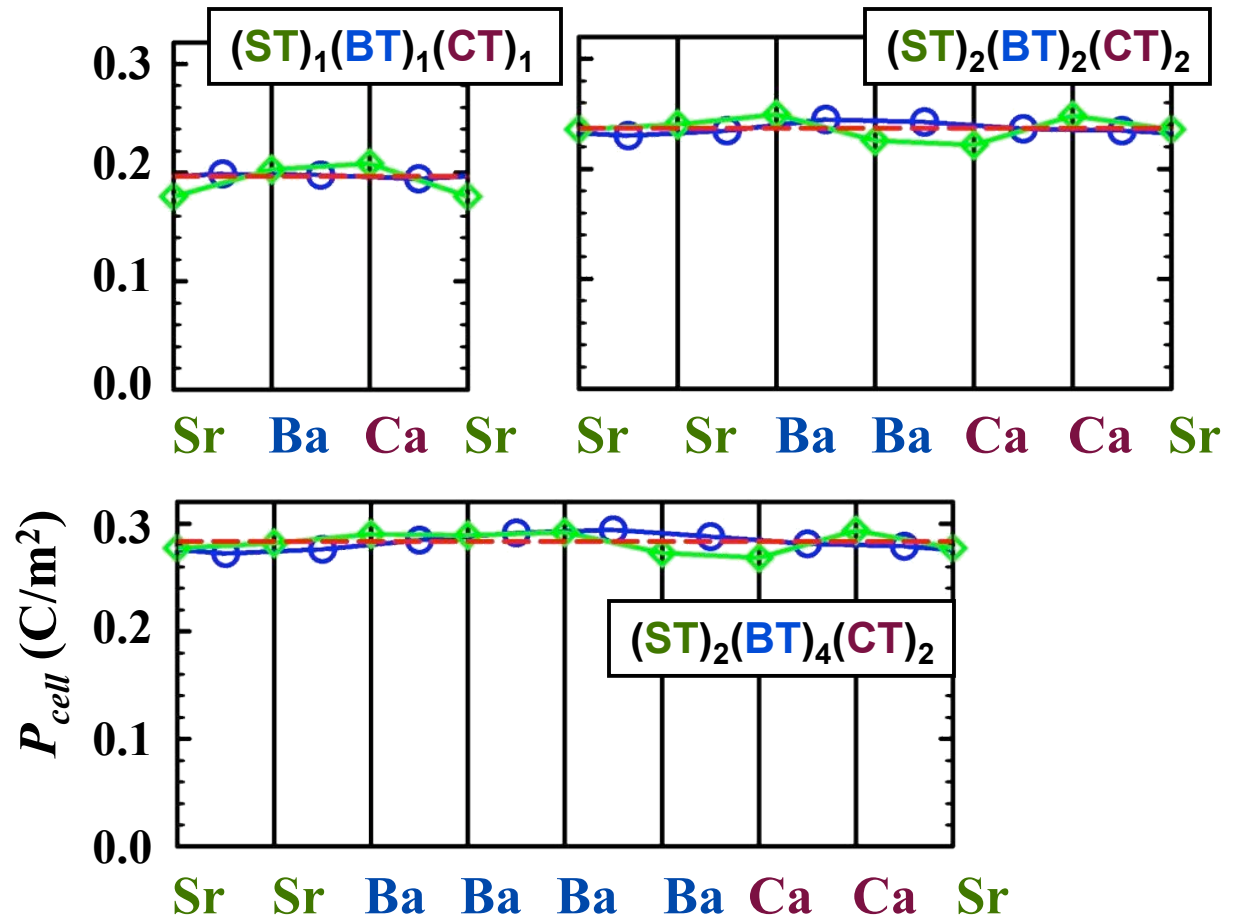 (ST)₁(BT)₁(CT)₁
(ST)₂(BT)₂(CT)₂
0.3
0.2
0.1
0.0
Sr Ba Ca Sr
Sr Sr Ba Ba Ca Ca Sr
P_cell (C/m²)
0.3
0.2
0.1
0.0
(ST)₂(BT)₄(CT)₂
Sr Sr Ba Ba Ba Ba Ca Ca Sr